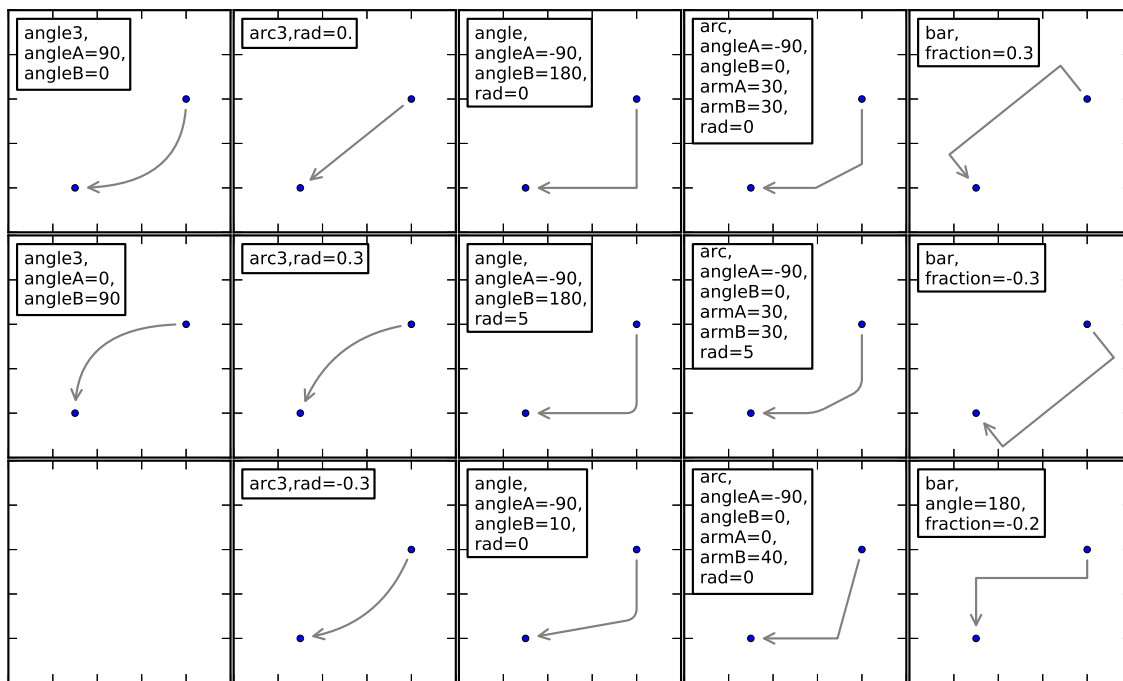 angle3,
angleA=90,
angleB=0
arc3,rad=0.
angle,
angleA=-90,
angleB=180,
rad=0
arc,
angleA=-90,
angleB=0,
armA=30,
armB=30,
rad=0
bar,
fraction=0.3
angle3,
angleA=0,
angleB=90
arc3,rad=0.3
angle,
angleA=-90,
angleB=180,
rad=5
arc,
angleA=-90,
angleB=0,
armA=30,
armB=30,
rad=5
bar,
fraction=-0.3
arc3,rad=-0.3
angle,
angleA=-90,
angleB=10,
rad=0
arc,
angleA=-90,
angleB=0,
armA=0,
armB=40,
rad=0
bar,
angle=180,
fraction=-0.2